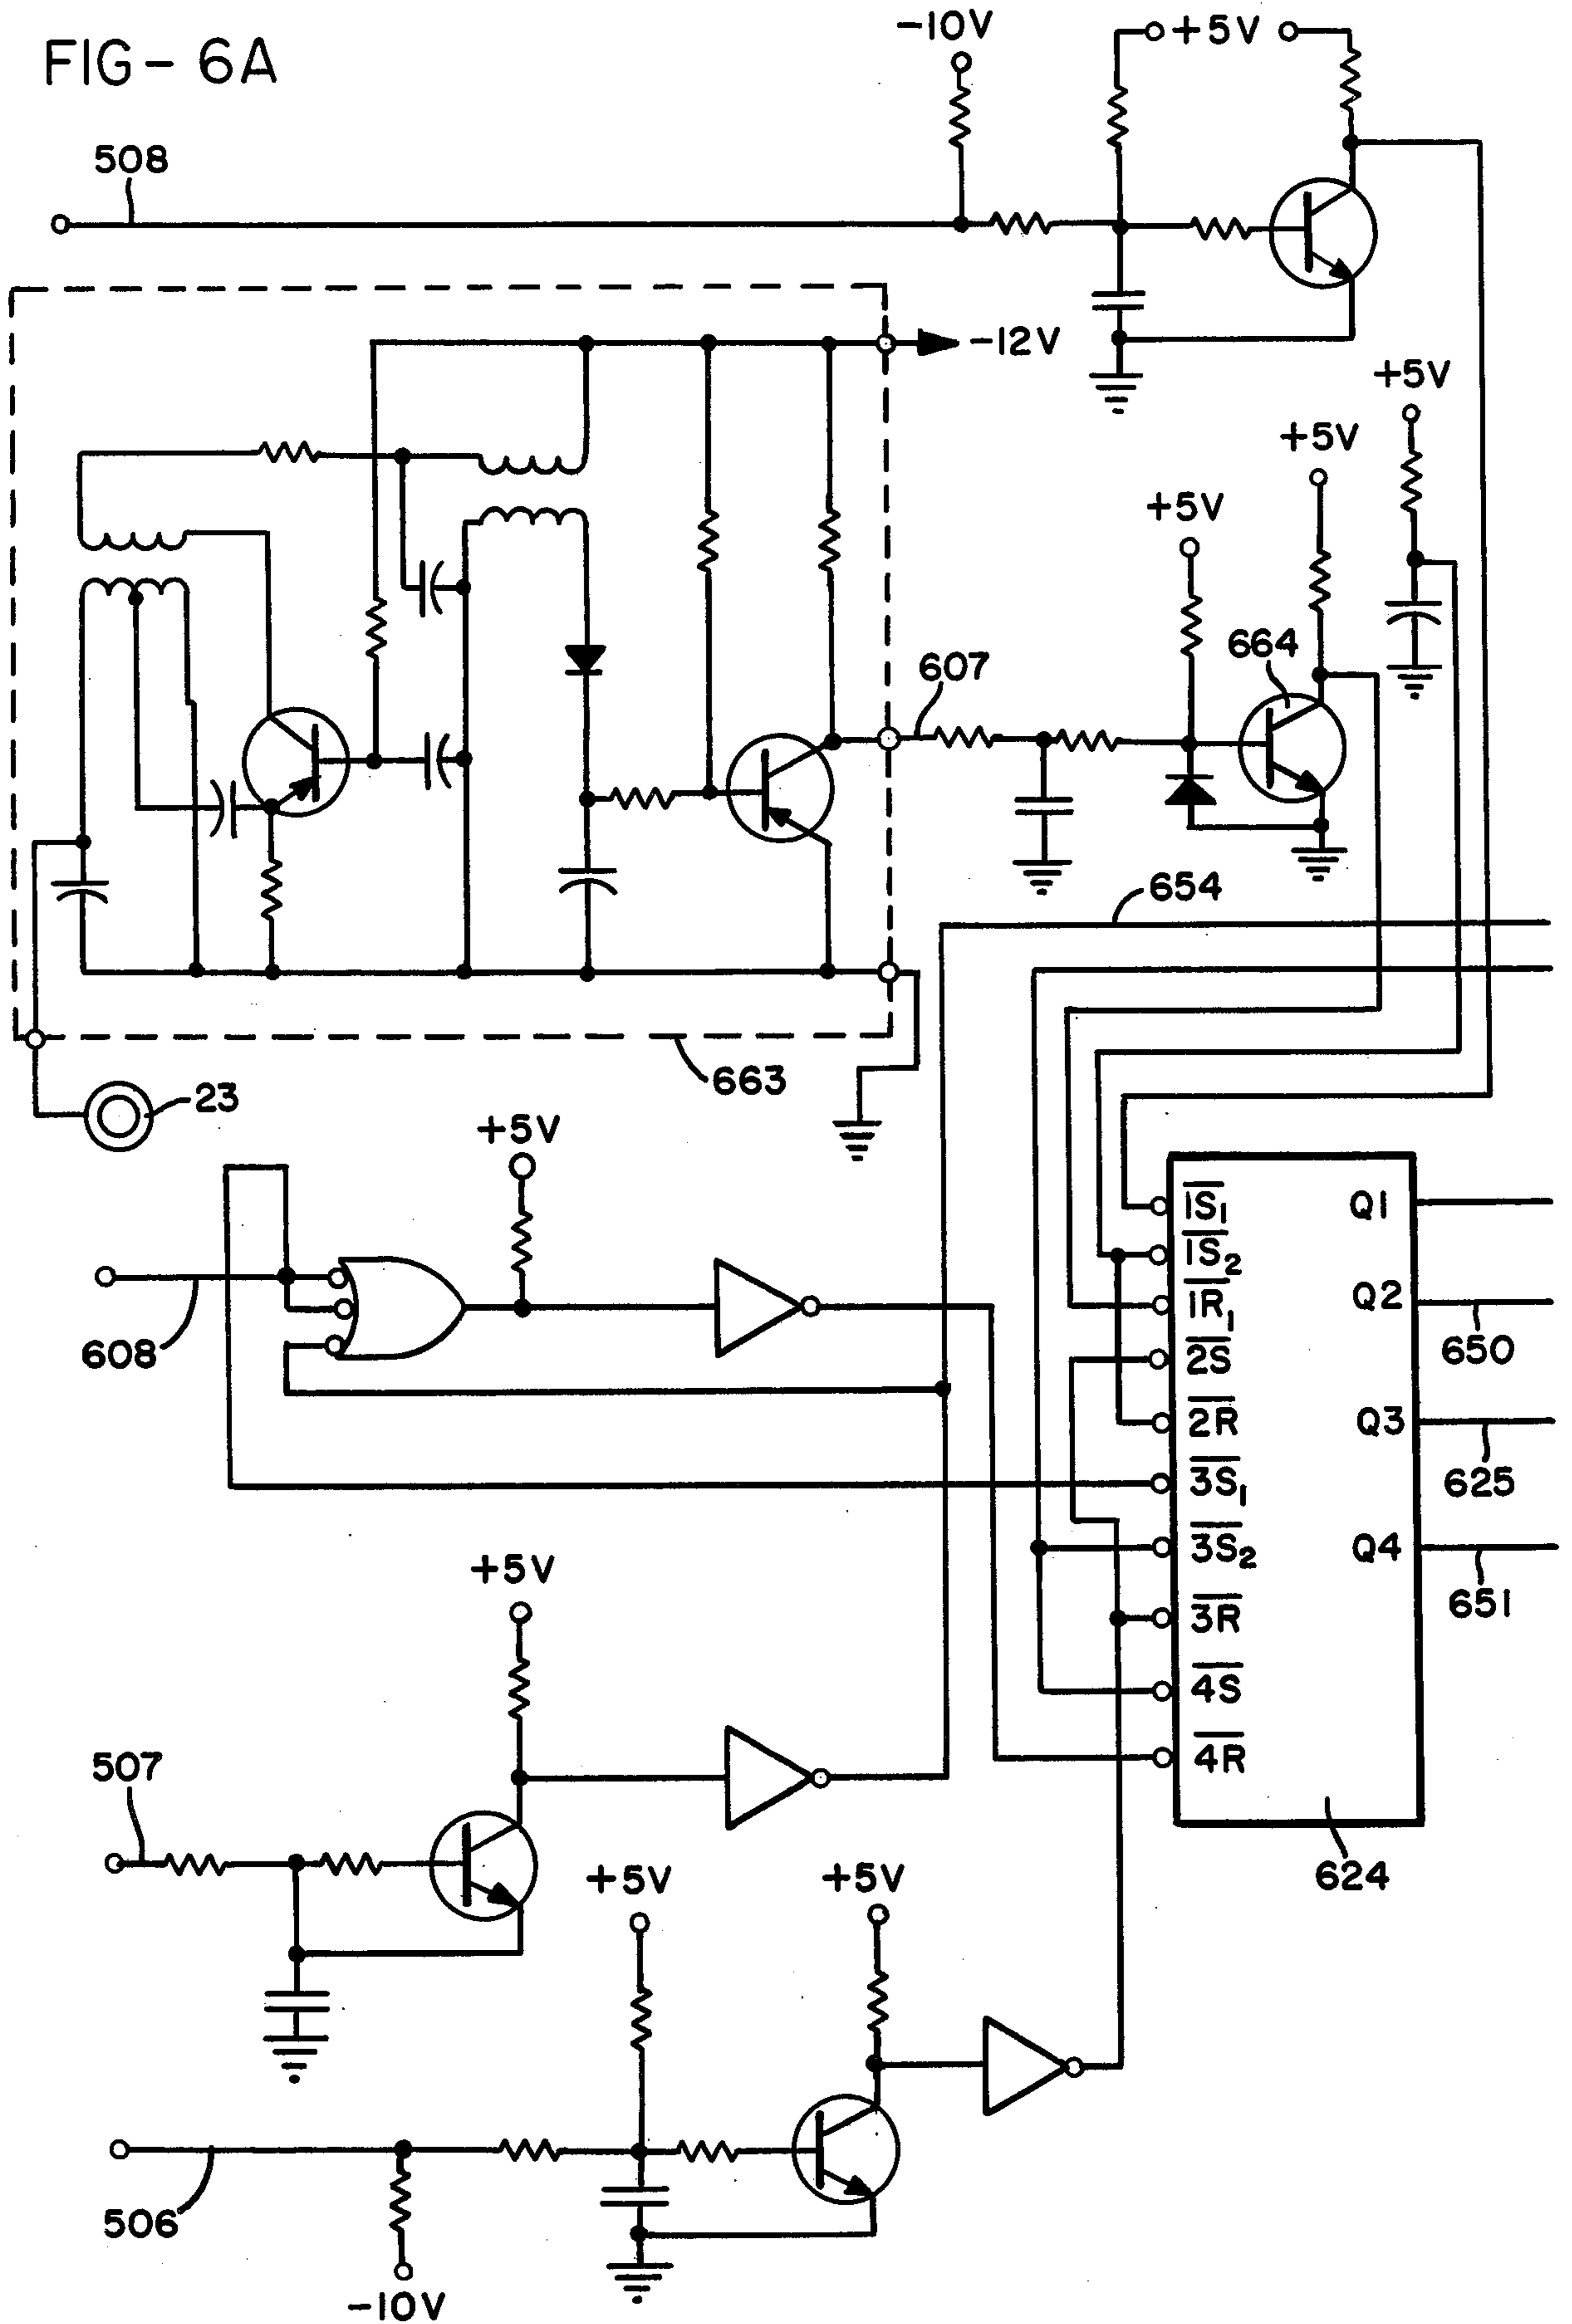 FIG- 6A
-10V
+5V
508
-12V
+5V
+5V
+5V
664
607
654
663
23
+5V
1S1
Q1
1S2
1R1
Q2
608
650
2S
2R
Q3
625
3S1
3S2
Q4
+5V
651
3R
4S
4R
507
624
+5V
+5V
506
-10V